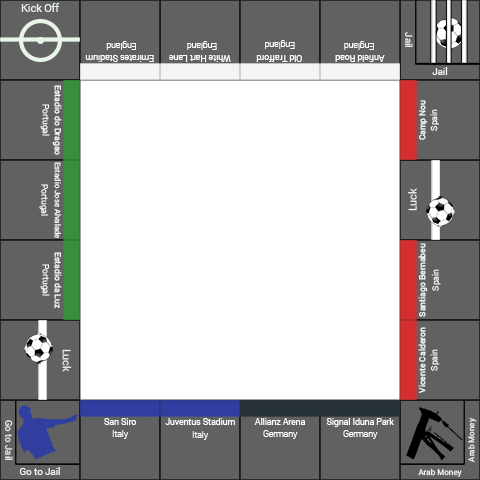 Kick Off
Emirates Stadium
England
White Hart Lane
England
Old Trafford
England
Anfield Road
England
Jail
Jail
Camp Nou
Spain
Luck
Santiago Bernabeu
Spain
Vicente Calderon
Spain
Arab Money
Arab Money
Signal Iduna Park
Germany
Allianz Arena
Germany
Juventus Stadium
Italy
San Siro
Italy
Go to Jail
Go to Jail
Luck
Estadio da Luz
Portugal
Estadio Jose Alvalade
Portugal
Estadio do Dragao
Portugal